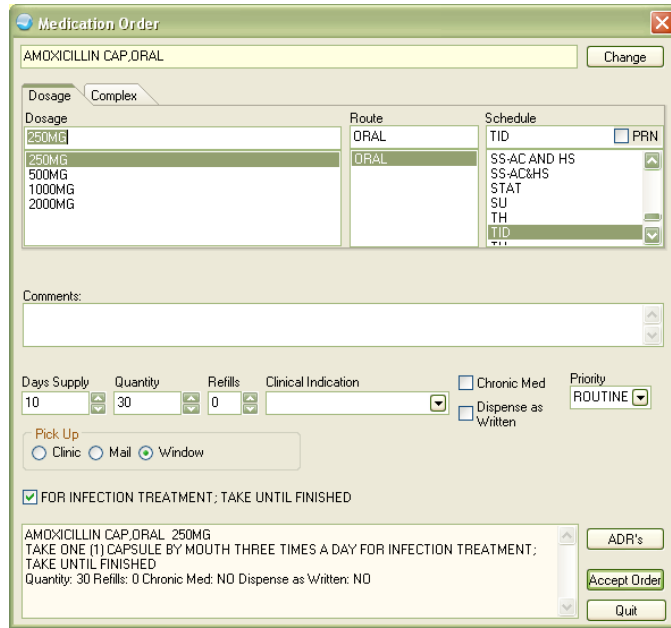 Medication Order
AMOXICILLIN CAP,ORAL
Change
Dosage Complex
Dosage Route Schedule
250MG ORAL TID PRN
250MG ORAL SS-AC AND HS
500MG SS-AC&HS
1000MG STAT
2000MG SU
TH
TID
Comments:
Days Supply Quantity Refills Clinical Indication Chronic Med Priority
10 30 0 Dispense as Written ROUTINE
Pick Up
Clinic Mail Window
FOR INFECTION TREATMENT; TAKE UNTIL FINISHED
AMOXICILLIN CAP,ORAL 250MG
TAKE ONE (1) CAPSULE BY MOUTH THREE TIMES A DAY FOR INFECTION TREATMENT;
TAKE UNTIL FINISHED
Quantity: 30 Refills: 0 Chronic Med: NO Dispense as Written: NO
ADR's
Accept Order
Quit